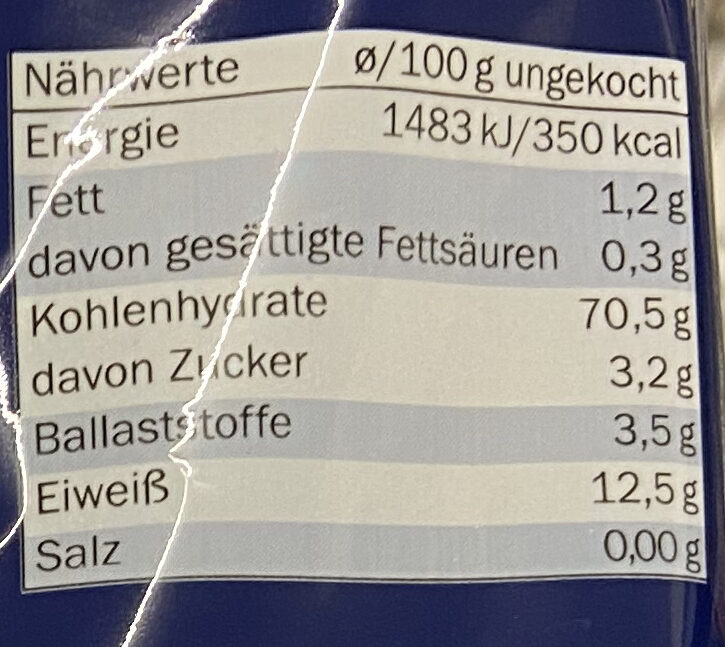 Nährwerte ø/100 g ungekocht
Energie 1483 kJ/350 kcal
Fett 1,2 g
davon gesättigte Fettsäuren 0,3 g
Kohlenhydrate 70,5 g
davon Zucker 3,2 g
Ballaststoffe 3,5 g
Eiweiß 12,5 g
Salz 0,00 g